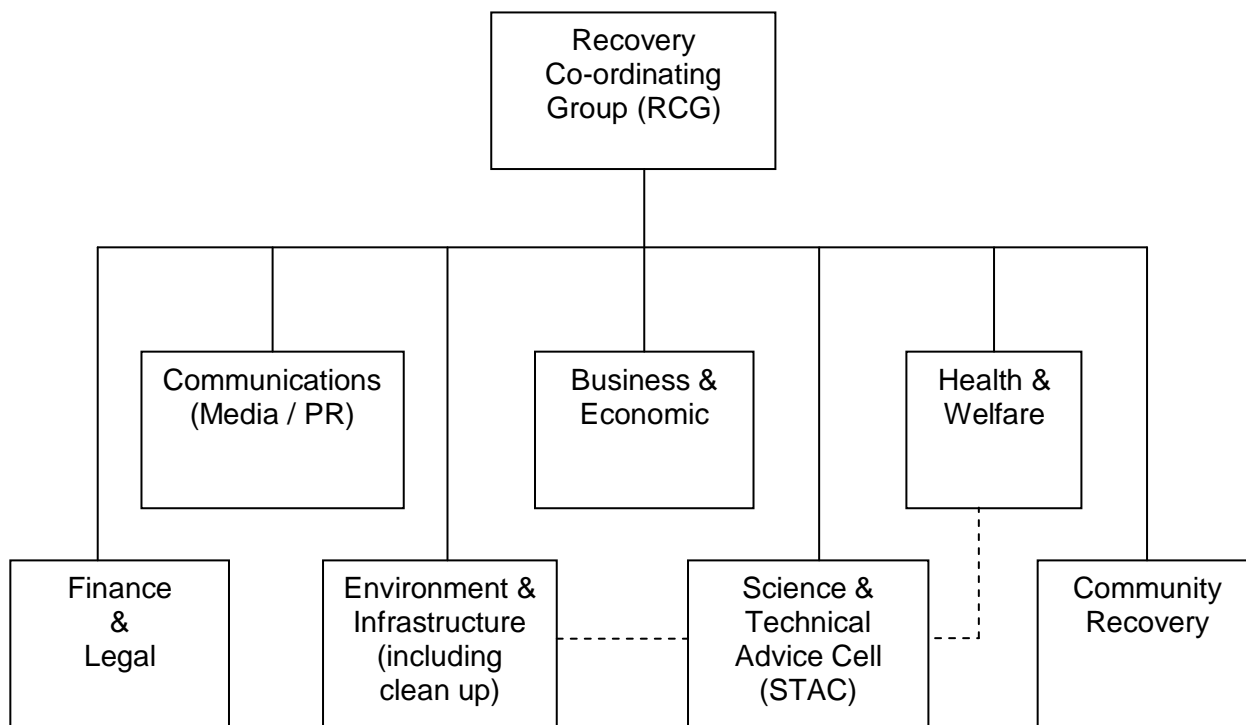 Recovery
Co-ordinating
Group (RCG)
Communications
(Media / PR)
Business &
Economic
Health &
Welfare
Finance
&
Legal
Environment &
Infrastructure
(including
clean up)
Science &
Technical
Advice Cell
(STAC)
Community
Recovery